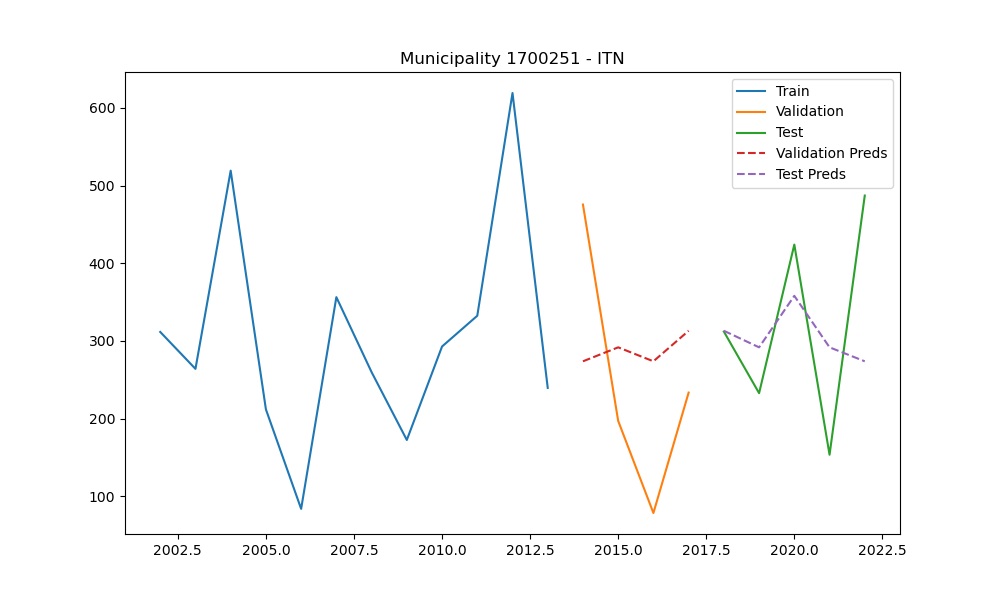 Municipality 1700251 - ITN
Train
Validation
Test
Validation Preds
Test Preds
600
500
400
300
200
100
2002.5 2005.0 2007.5 2010.0 2012.5 2015.0 2017.5 2020.0 2022.5